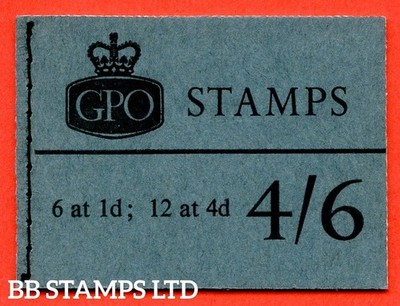 GPO STAMPS
6 at 1d; 12 at 4d 4/6
BB STAMPS LTD